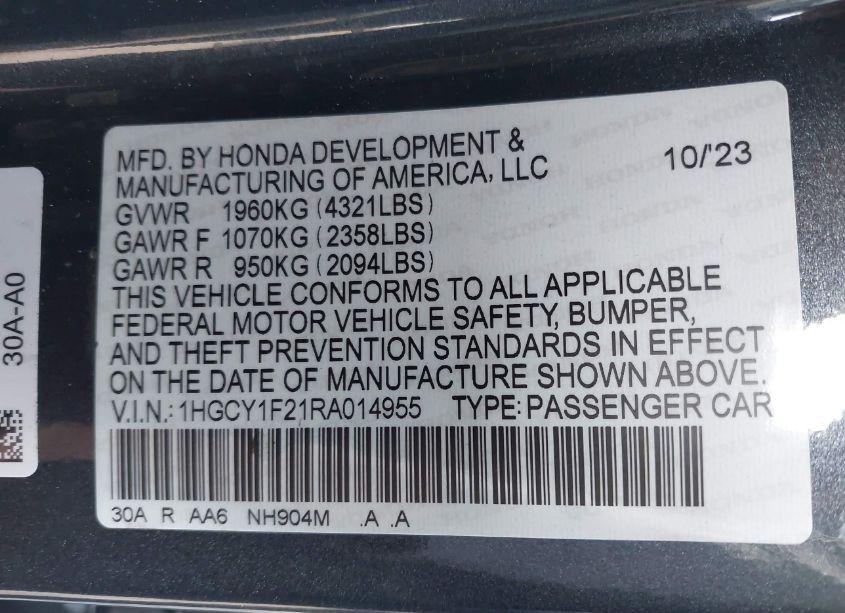 MFD. BY HONDA DEVELOPMENT &
MANUFACTURING OF AMERICA, LLC
10/'23
GVWR 1960KG (4321LBS)
GAWR F 1070KG (2358LBS)
GAWR R 950KG (2094LBS)
THIS VEHICLE CONFORMS TO ALL APPLICABLE
FEDERAL MOTOR VEHICLE SAFETY, BUMPER,
AND THEFT PREVENTION STANDARDS IN EFFECT
ON THE DATE OF MANUFACTURE SHOWN ABOVE.
V.I.N.: 1HGCY1F21RA014955 TYPE: PASSENGER CAR
30A R AA6 NH904M .A .A
30A-A0